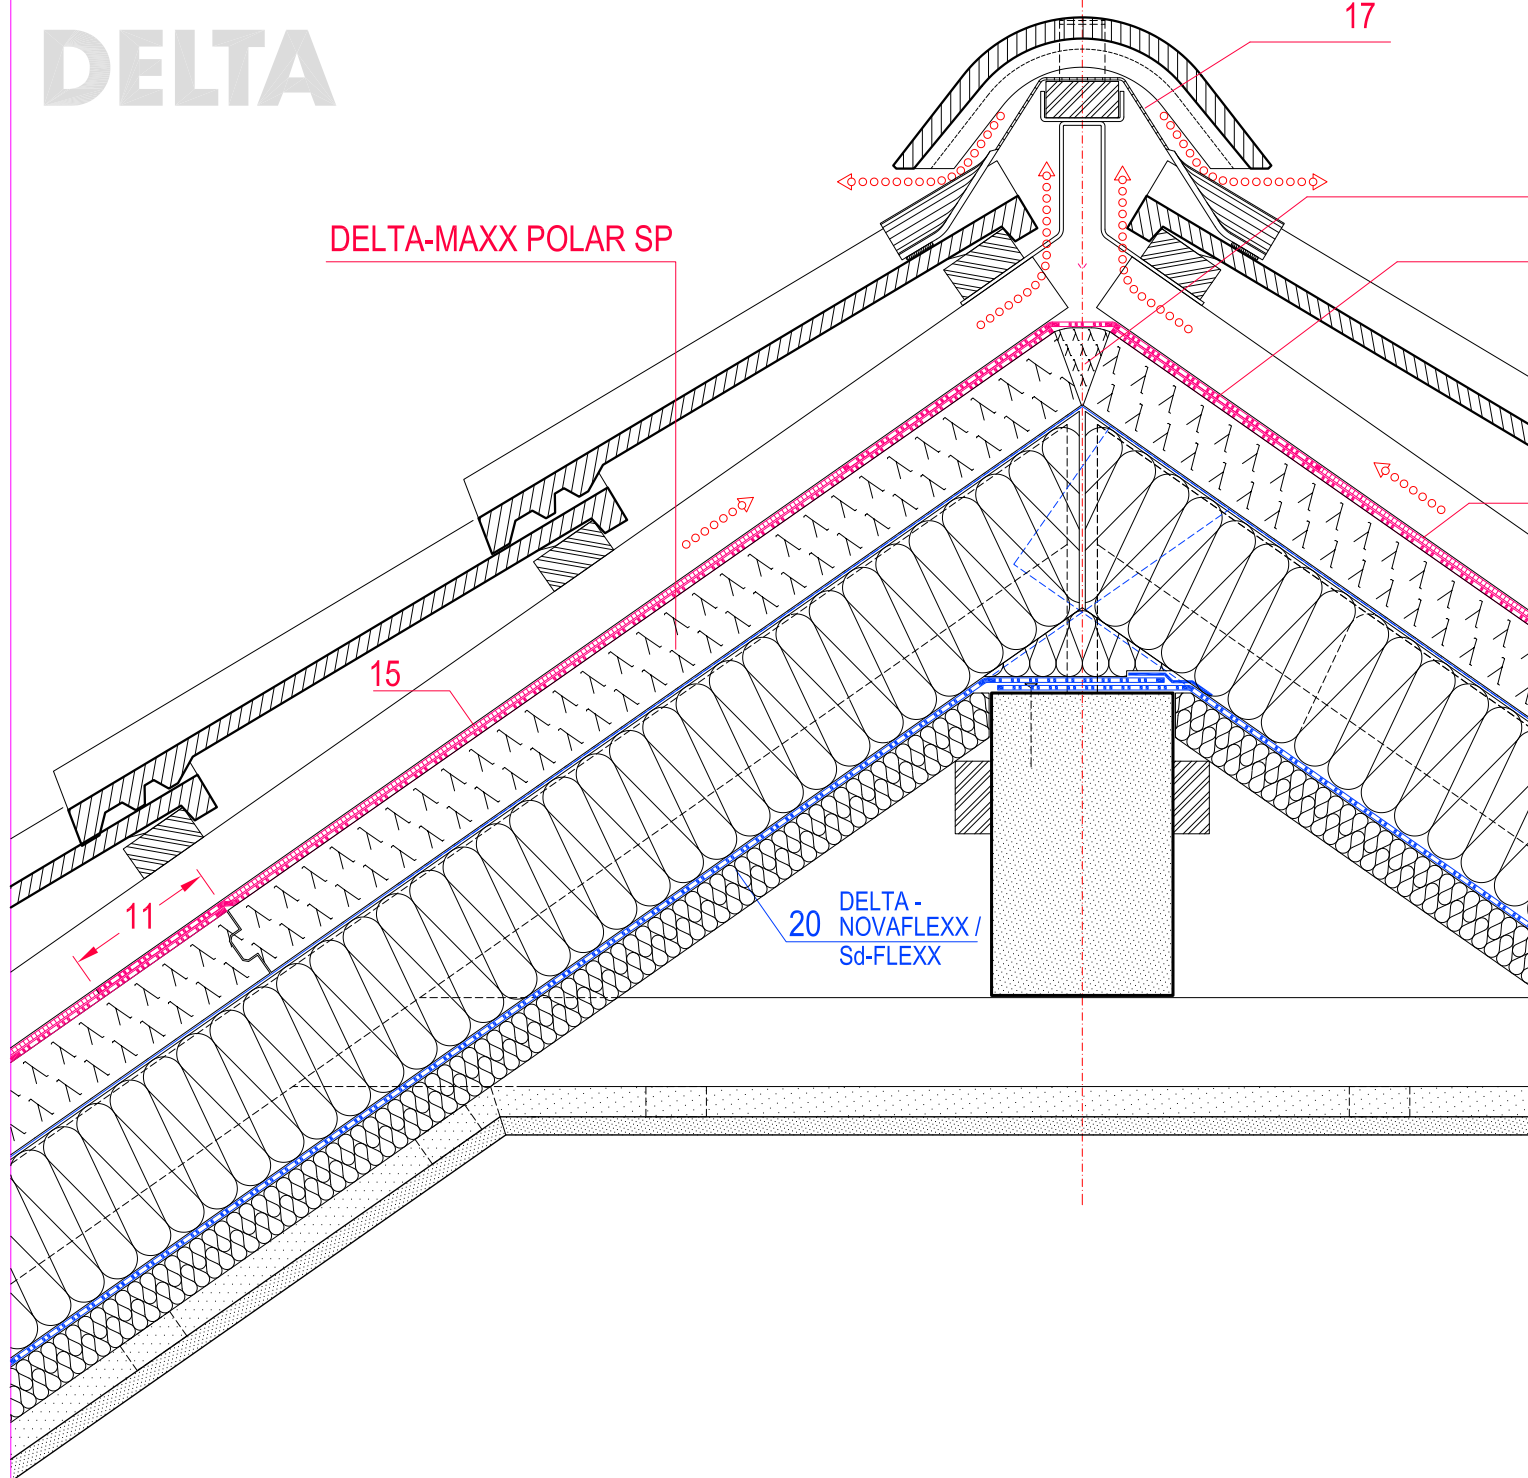 17
DELTA
DELTA-MAXX POLAR SP
15
11
20
DELTA -
NOVAFLEXX /
Sd-FLEXX